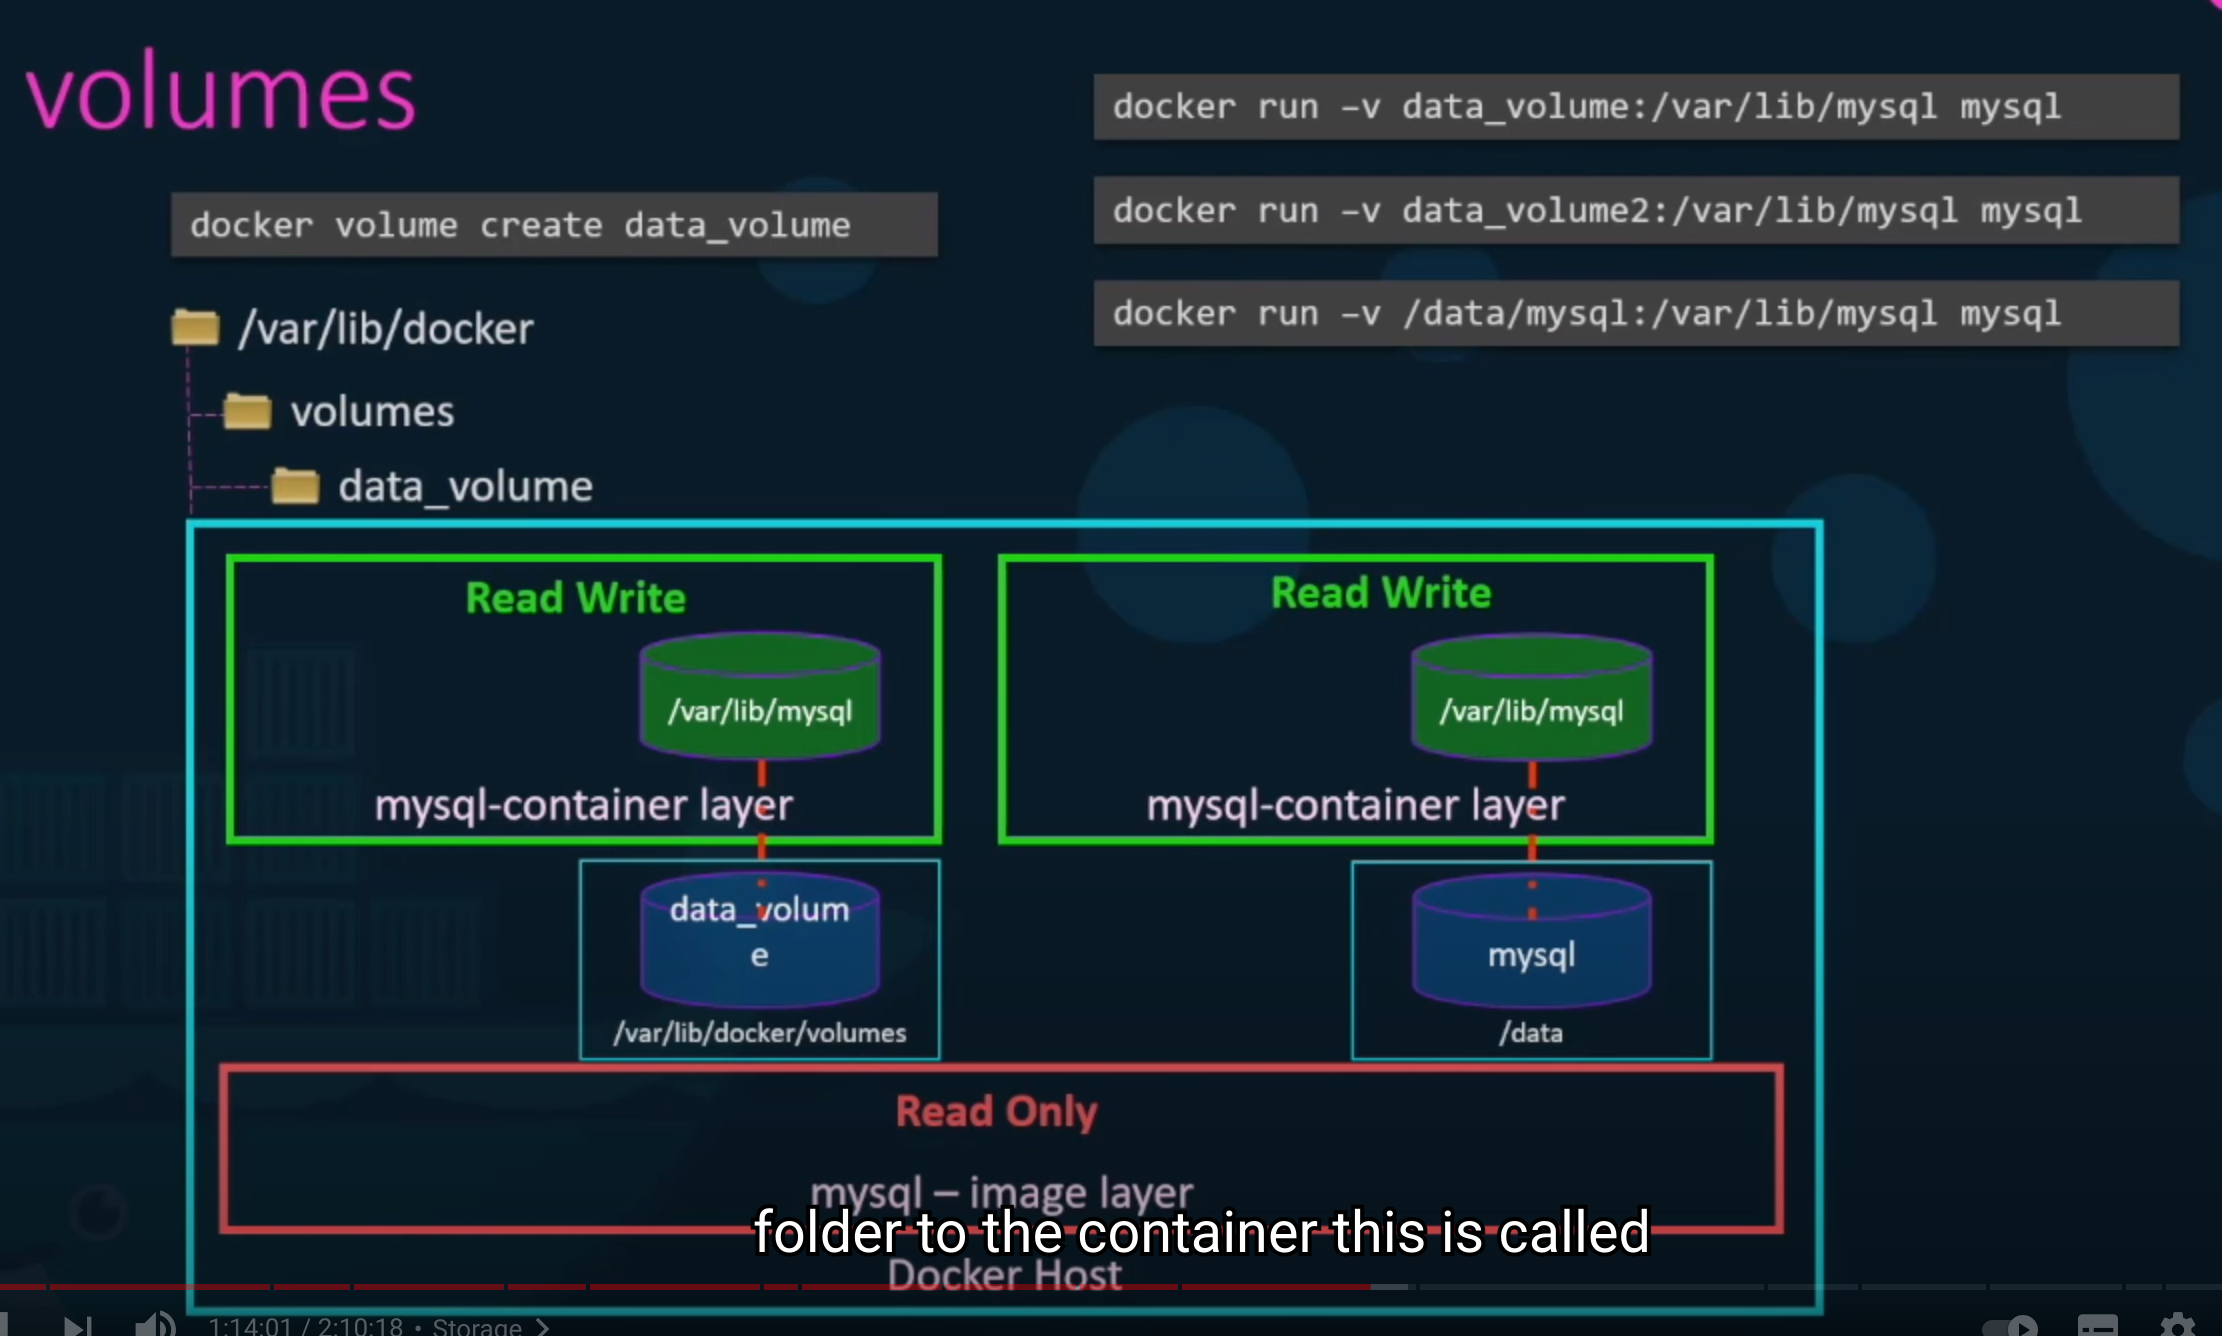 volumes
docker run –v data_volume:/var/lib/mysql mysql
docker run –v data_volume2:/var/lib/mysql mysql
docker run –v /data/mysql:/var/lib/mysql mysql
docker volume create data_volume
/var/lib/docker
volumes
data_volume
Read Write
/var/lib/mysql
mysql-container layer
data_volum
e
/var/lib/docker/volumes
Read Write
/var/lib/mysql
mysql-container layer
mysql
/data
Read Only
mysql – image layer
folder to the container this is called
Docker Host
1:14:01 / 2:10:18 • Storage